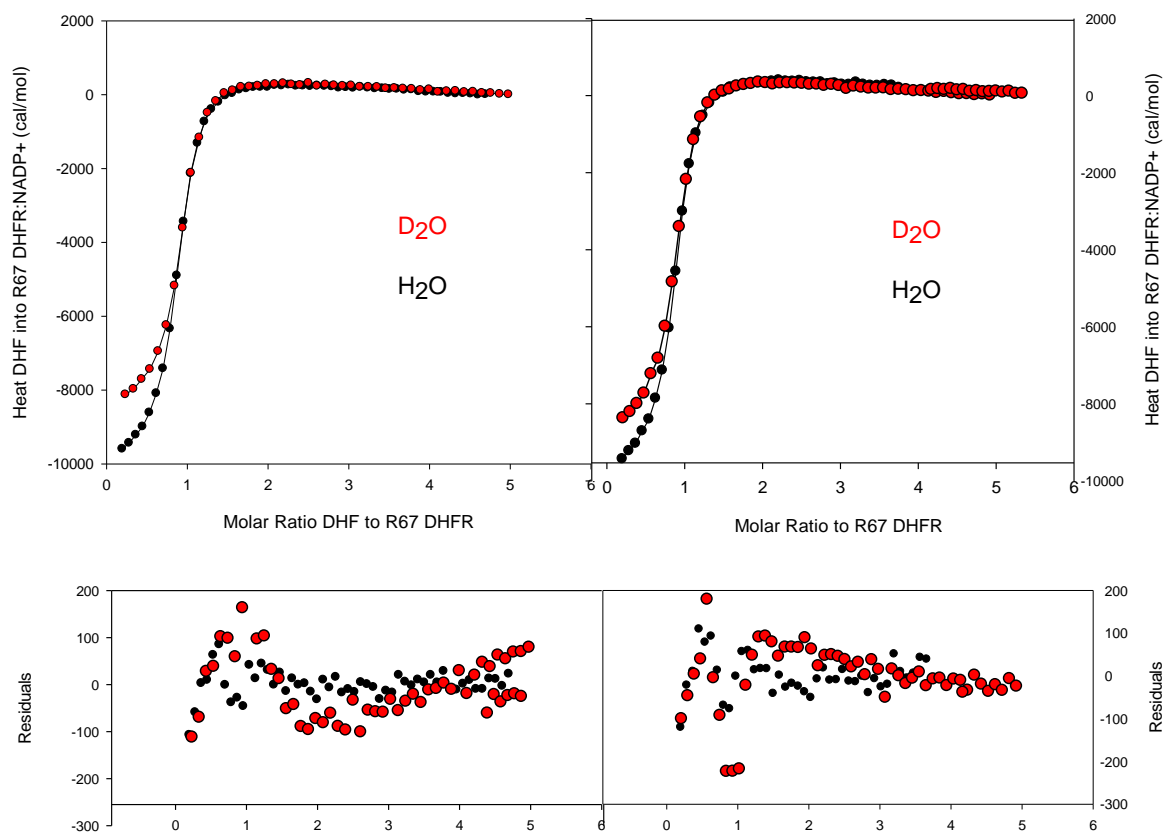 2000
0
-2000
-4000
-6000
-8000
-10000
Heat DHF into R67 DHFR:NADP+ (cal/mol)
D2O
H2O
0 1 2 3 4 5 6
Molar Ratio DHF to R67 DHFR
2000
0
-2000
-4000
-6000
-8000
-10000
Heat DHF into R67 DHFR:NADP+ (cal/mol)
D2O
H2O
0 1 2 3 4 5 6
Molar Ratio to R67 DHFR
200
100
0
-100
-200
-300
Residuals
0 1 2 3 4 5 6
200
100
0
-100
-200
-300
Residuals
0 1 2 3 4 5 6